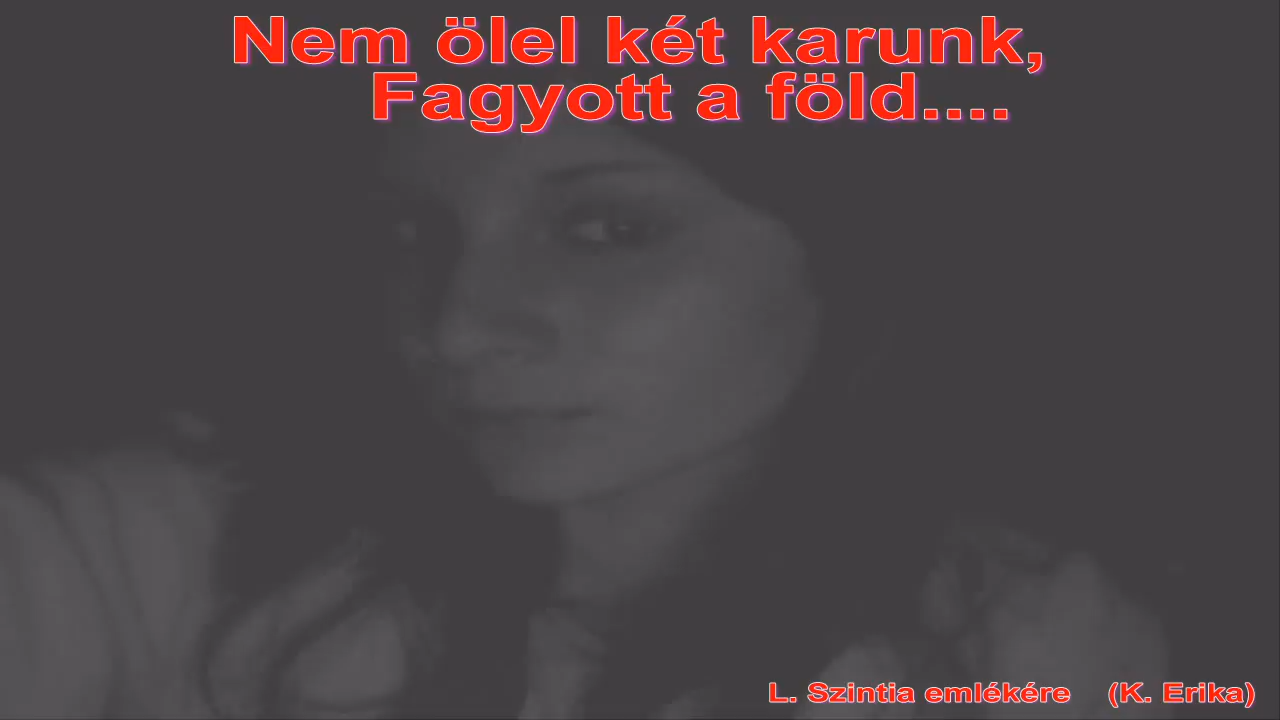 Nem ölel két karunk,
Fagyott a föld....
L. Szintia emlékére (K. Erika)